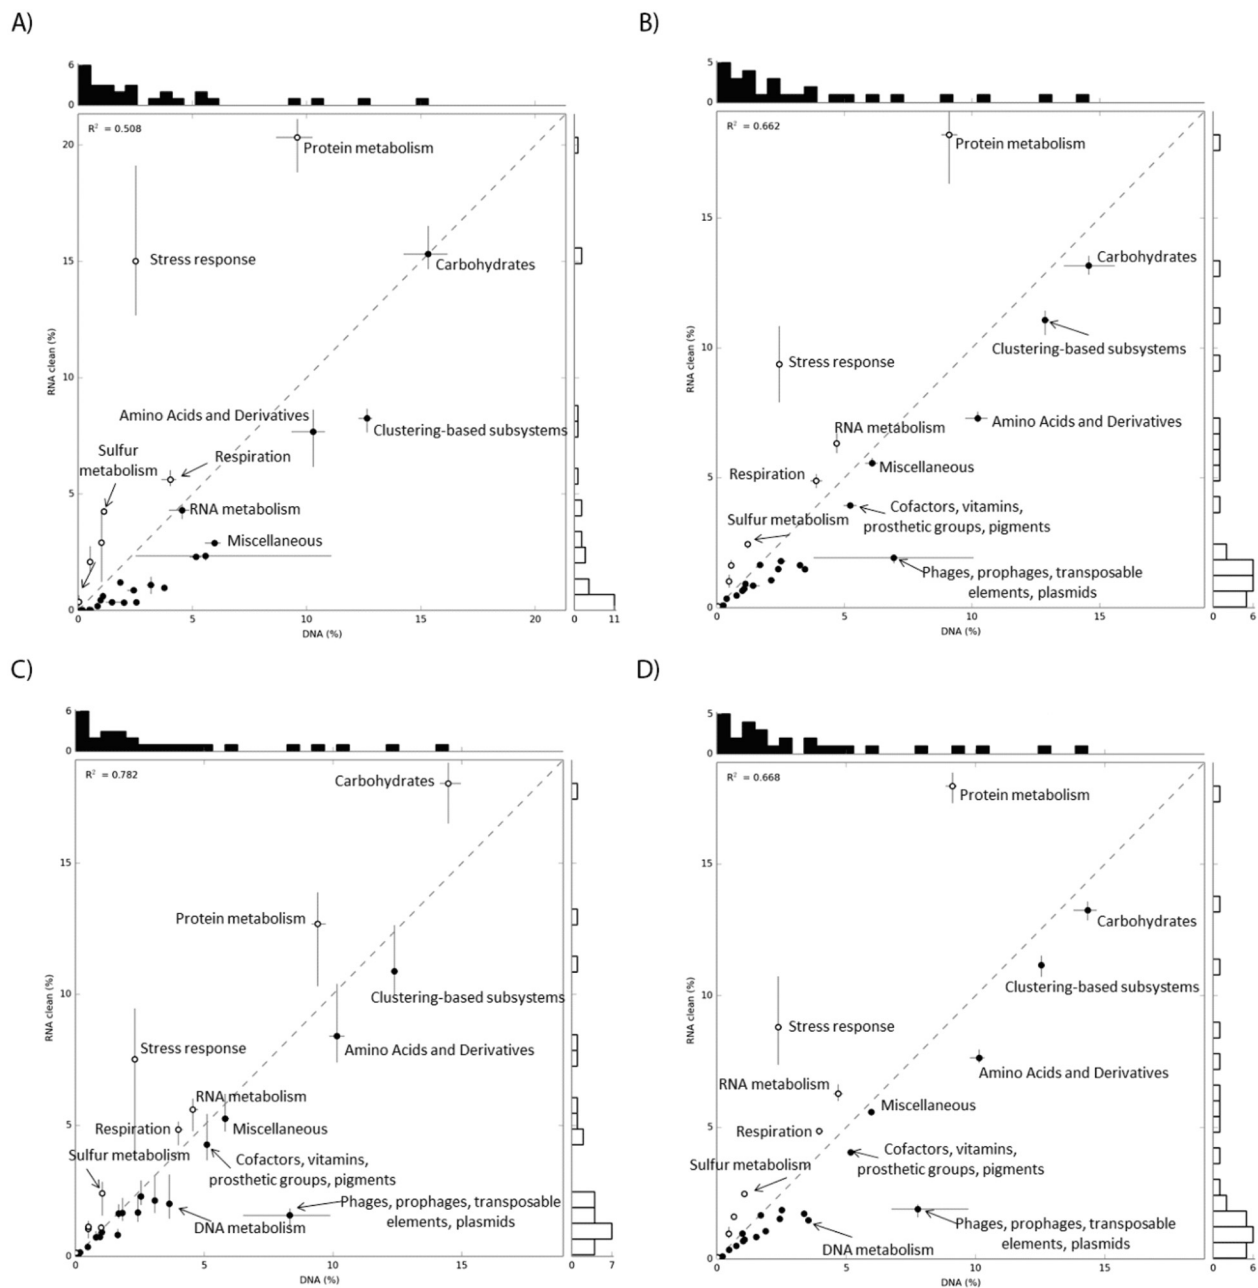 A)
6
0
R² = 0.508
20
15
10
5
0
RNA clean (%)
Protein metabolism
Carbohydrates
Stress response
Amino Acids and Derivatives
Clustering-based subsystems
Sulfur
metabolism
Respiration
RNA metabolism
Miscellaneous
0 5 10 15 20
DNA (%)
0 11
B)
5
0
R² = 0.662
15
10
5
0
RNA clean (%)
Protein metabolism
Carbohydrates
Clustering-based subsystems
Stress response
Amino Acids and Derivatives
RNA metabolism
Miscellaneous
Respiration
Cofactors, vitamins,
prosthetic groups, pigments
Sulfur metabolism
Phages, prophages, transposable
elements, plasmids
0 5 10 15
DNA (%)
0 6
C)
6
0
R² = 0.782
15
10
5
0
RNA clean (%)
Carbohydrates
Protein metabolism
Clustering-based subsystems
Stress response
Amino Acids and Derivatives
RNA metabolism
Respiration
Miscellaneous
Sulfur metabolism
Cofactors, vitamins,
prosthetic groups, pigments
Phages, prophages, transposable
elements, plasmids
DNA metabolism
0 5 10 15
DNA (%)
0 7
D)
5
0
R² = 0.668
15
10
5
0
RNA clean (%)
Protein metabolism
Carbohydrates
Clustering-based subsystems
Stress response
Amino Acids and Derivatives
RNA metabolism
Miscellaneous
Respiration
Cofactors, vitamins,
prosthetic groups, pigments
Sulfur metabolism
Phages, prophages, transposable
elements, plasmids
DNA metabolism
0 5 10 15
DNA (%)
0 6